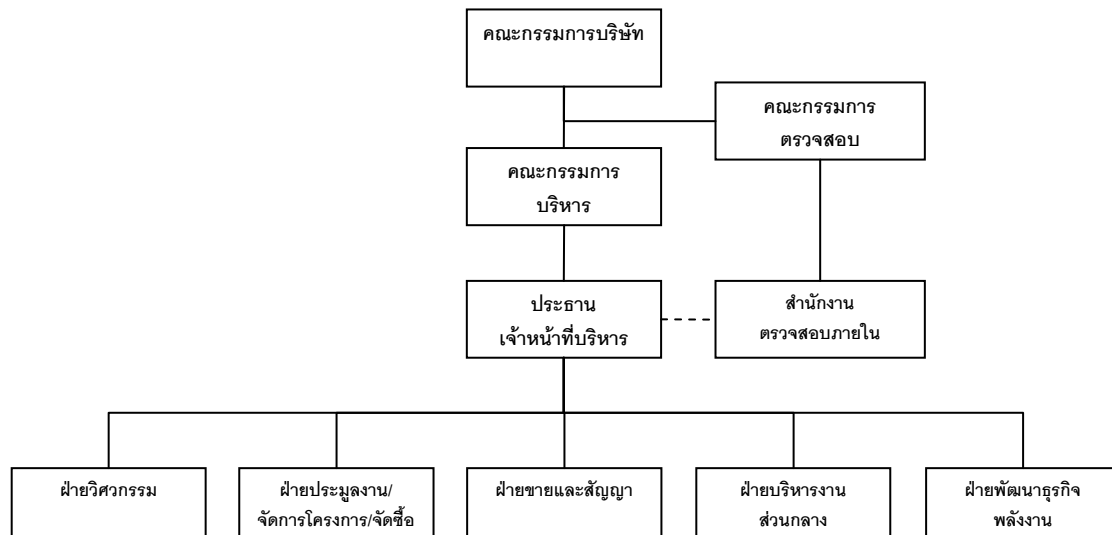 คณะกรรมการบริษัท
คณะกรรมการ
ตรวจสอบ
คณะกรรมการ
บริหาร
ประธาน
เจ้าหน้าที่บริหาร
สำนักงาน
ตรวจสอบภายใน
ฝ่ายวิศวกรรม
ฝ่ายประมูลงาน/
จัดการโครงการ/จัดซื้อ
ฝ่ายขายและสัญญา
ฝ่ายบริหารงาน
ส่วนกลาง
ฝ่ายพัฒนาธุรกิจ
พลังงาน